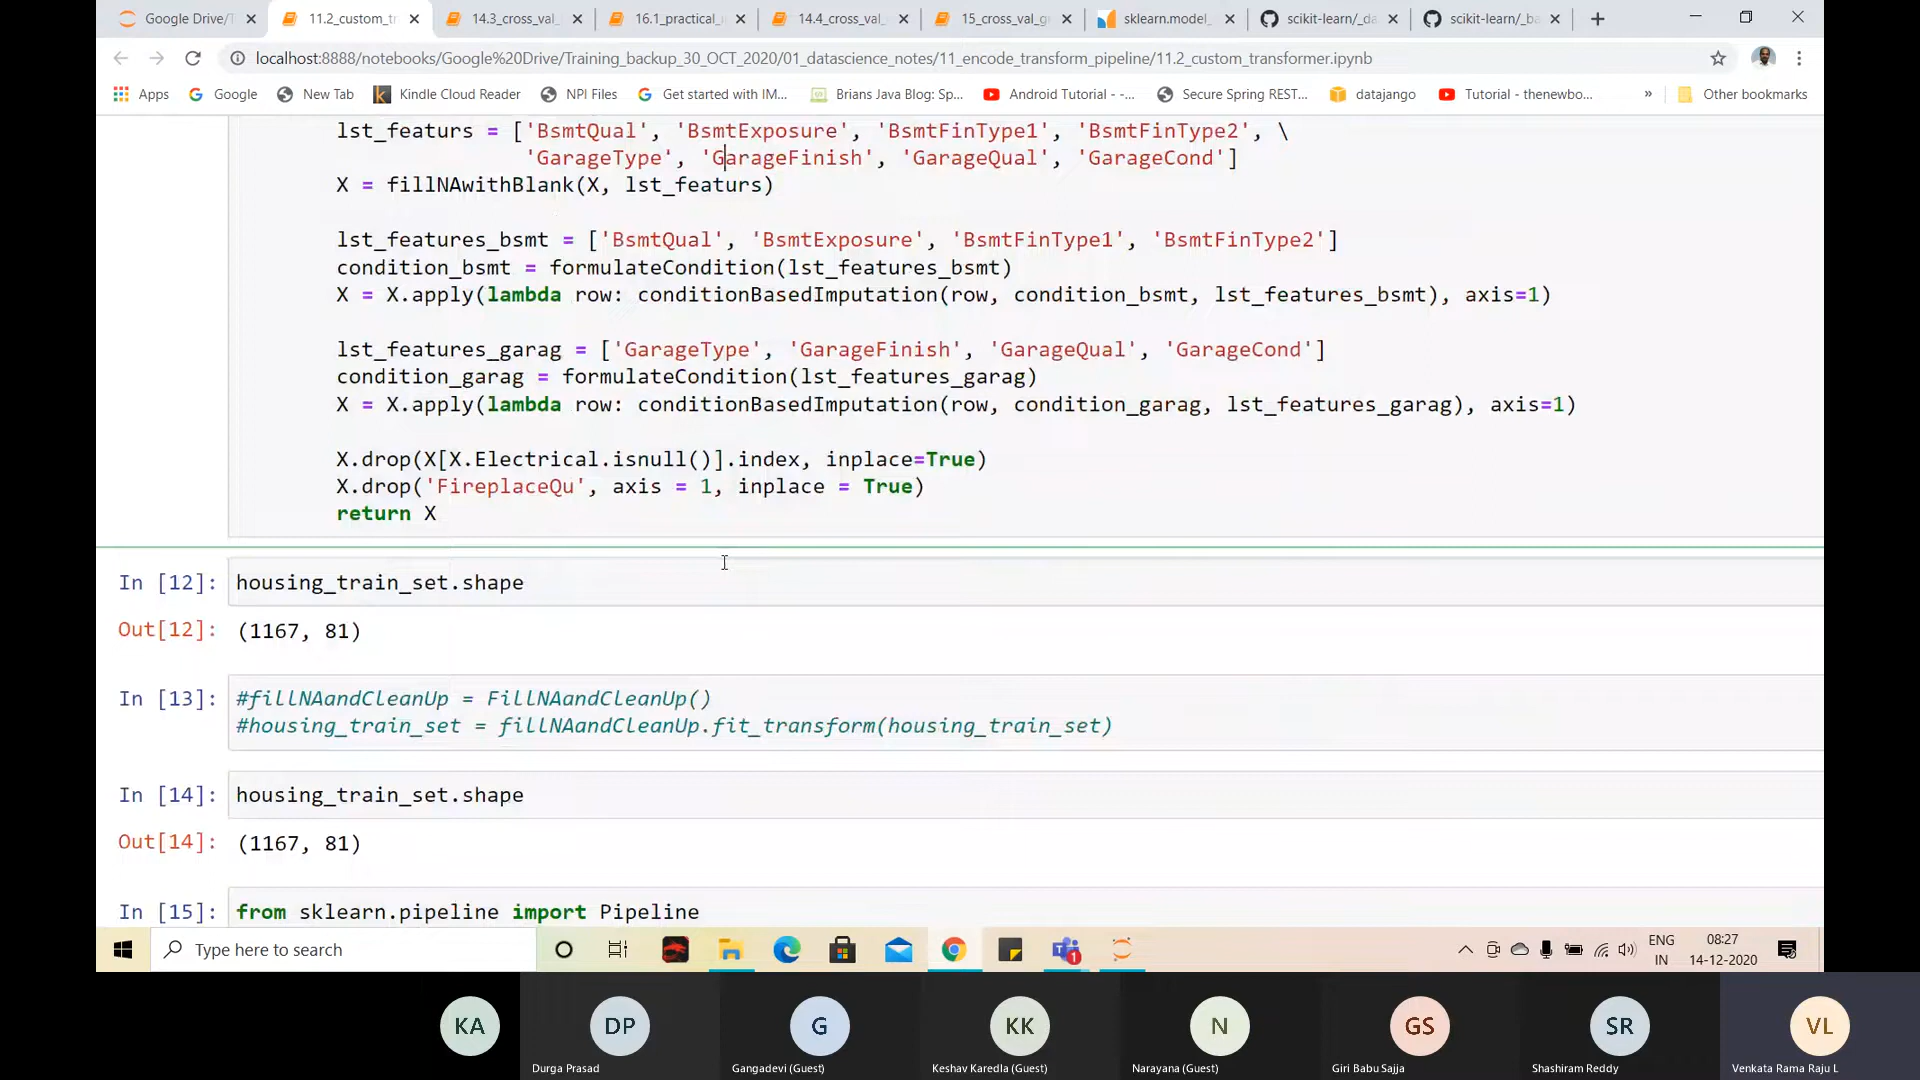 Google Drive/T
11.2_custom_tr
14.3_cross_val_
16.1_practical_
14.4_cross_val_
15_cross_val_g
sklearn.model_
scikit-learn/_da
scikit-learn/_ba
localhost:8888/notebooks/Google%20Drive/Training_backup_30_OCT_2020/01_datascience_notes/11_encode_transform_pipeline/11.2_custom_transformer.ipynb
Apps
Google
New Tab
Kindle Cloud Reader
NPI Files
Get started with IM...
Brians Java Blog: Sp...
Android Tutorial - -...
Secure Spring REST...
datajango
Tutorial - thenewbo...
»
Other bookmarks
lst_featurs = ['BsmtQual', 'BsmtExposure', 'BsmtFinType1', 'BsmtFinType2', \
'GarageType', 'GarageFinish', 'GarageQual', 'GarageCond']
X = fillNAwithBlank(X, lst_featurs)
lst_features_bsmt = ['BsmtQual', 'BsmtExposure', 'BsmtFinType1', 'BsmtFinType2']
condition_bsmt = formulateCondition(lst_features_bsmt)
X = X.apply(lambda row: conditionBasedImputation(row, condition_bsmt, lst_features_bsmt), axis=1)
lst_features_garag = ['GarageType', 'GarageFinish', 'GarageQual', 'GarageCond']
condition_garag = formulateCondition(lst_features_garag)
X = X.apply(lambda row: conditionBasedImputation(row, condition_garag, lst_features_garag), axis=1)
X.drop(X[X.Electrical.isnull()].index, inplace=True)
X.drop('FireplaceQu', axis = 1, inplace = True)
return X
In [12]: housing_train_set.shape
Out[12]: (1167, 81)
In [13]: #fillNAandCleanUp = FillNAandCleanUp()
#housing_train_set = fillNAandCleanUp.fit_transform(housing_train_set)
In [14]: housing_train_set.shape
Out[14]: (1167, 81)
In [15]: from sklearn.pipeline import Pipeline
Type here to search
1
ENG
IN
08:27
14-12-2020
KA
DP
G
KK
N
GS
SR
VL
Durga Prasad
Gangadevi (Guest)
Keshav Karedla (Guest)
Narayana (Guest)
Giri Babu Sajja
Shashiram Reddy
Venkata Rama Raju L